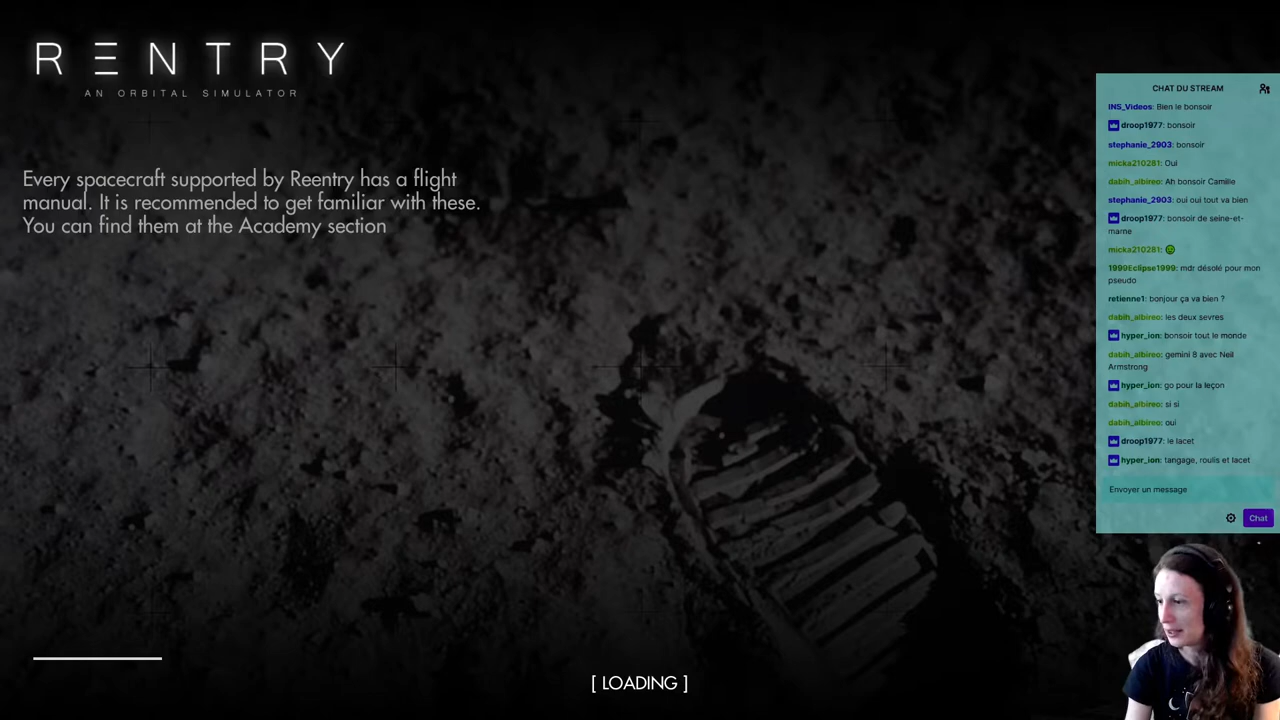 RΞNTRY
AN ORBITAL SIMULATOR
Every spacecraft supported by Reentry has a flight
manual. It is recommended to get familiar with these.
You can find them at the Academy section
CHAT DU STREAM
INS_Videos: Bien le bonsoir
droop1977: bonsoir
stephanie_2903: bonsoir
micka210281: Oui
dabih_albireo: Ah bonsoir Camille
stephanie_2903: oui oui tout va bien
droop1977: bonsoir de seine-et-
marne
micka210281:
1999Eclipse1999: mdr désolé pour mon
pseudo
retienne1: bonjour ça va bien ?
dabih_albireo: les deux sevres
hyper_ion: bonsoir tout le monde
dabih_albireo: gemini 8 avec Neil
Armstrong
hyper_ion: go pour la leçon
dabih_albireo: si si
dabih_albireo: oui
droop1977: le lacet
hyper_ion: tangage, roulis et lacet
Envoyer un message
Chat
[ LOADING ]